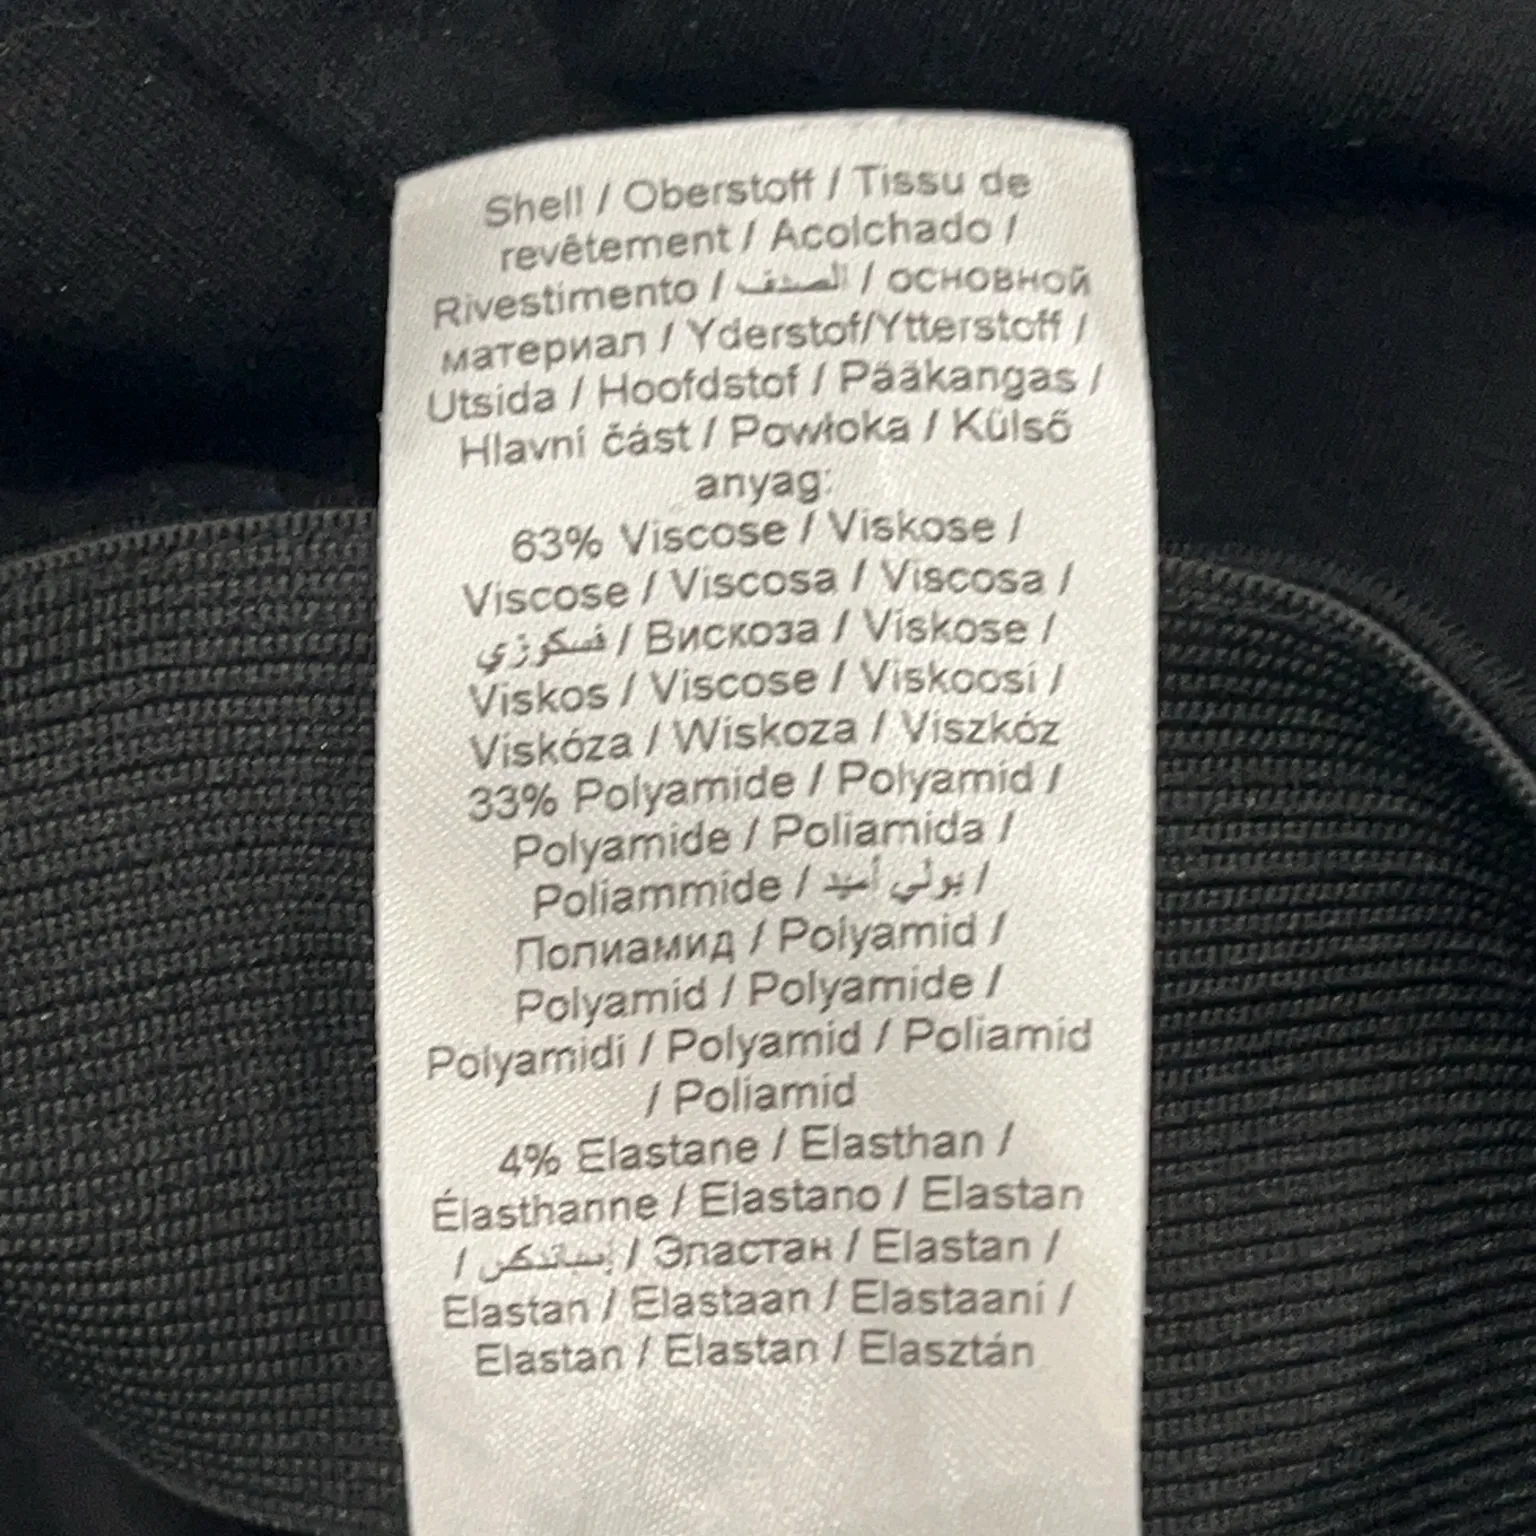 Shell / Oberstoff / Tissu de
revêtement / Acolchado /
Rivestimento / الصدف / основной
материал / Yderstof/Ytterstoff /
Utsida / Hoofdstof / Pääkangas /
Hlavní část / Powłoka / Külső
anyag:
63% Viscose / Viskose /
Viscose / Viscosa / Viscosa /
فسكوزي / Вискоза / Viskose /
Viskos / Viscose / Viskoosi /
Viskóza / Wiskoza / Viszkóz
33% Polyamide / Polyamid /
Polyamide / Poliamida /
Poliammide / بولي أميد /
Полиамид / Polyamid /
Polyamid / Polyamide /
Polyamidi / Polyamid / Poliamid
/ Poliamid
4% Elastane / Elasthan /
Élasthanne / Elastano / Elastan
/ / Эластан / Elastan /
Elastan / Elastaan / Elastaani /
Elastan / Elastan / Elasztán